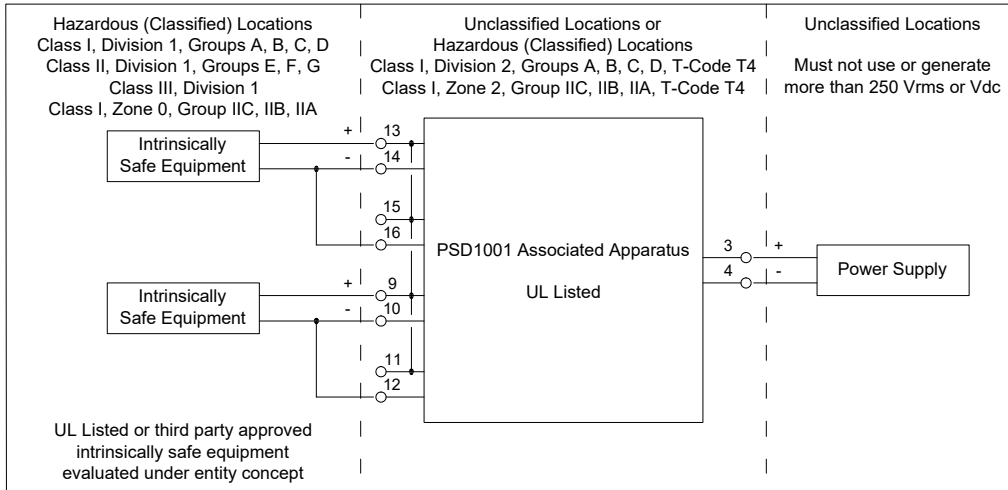 Hazardous (Classified) Locations
Class I, Division 1, Groups A, B, C, D
Class II, Division 1, Groups E, F, G
Class III, Division 1
Class I, Zone 0, Group IIC, IIB, IIA
Unclassified Locations or
Hazardous (Classified) Locations
Class I, Division 2, Groups A, B, C, D, T-Code T4
Class I, Zone 2, Group IIC, IIB, IIA, T-Code T4
Unclassified Locations
Must not use or generate
more than 250 Vrms or Vdc
Intrinsically
Safe Equipment
+
-
13
14
15
16
Intrinsically
Safe Equipment
+
-
9
10
11
12
PSD1001 Associated Apparatus
UL Listed
3
4
+
-
Power Supply
UL Listed or third party approved
intrinsically safe equipment
evaluated under entity concept